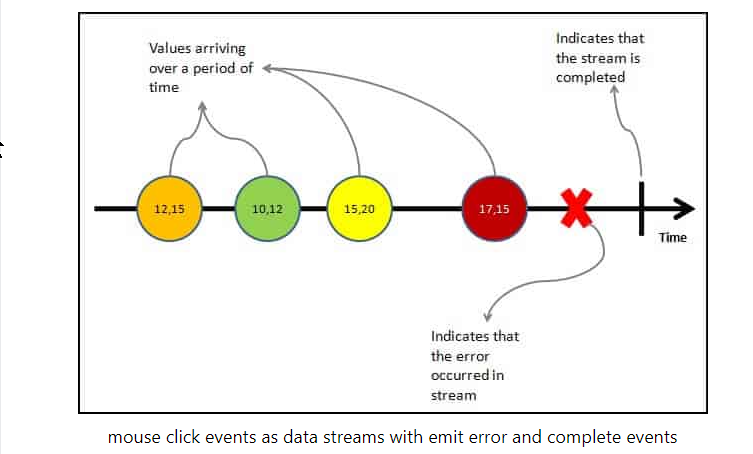 Values arriving
over a period of
time
Indicates that
the stream is
completed
12,15
10,12
15,20
17,15
Time
Indicates that
the error
occurred in
stream
mouse click events as data streams with emit error and complete events